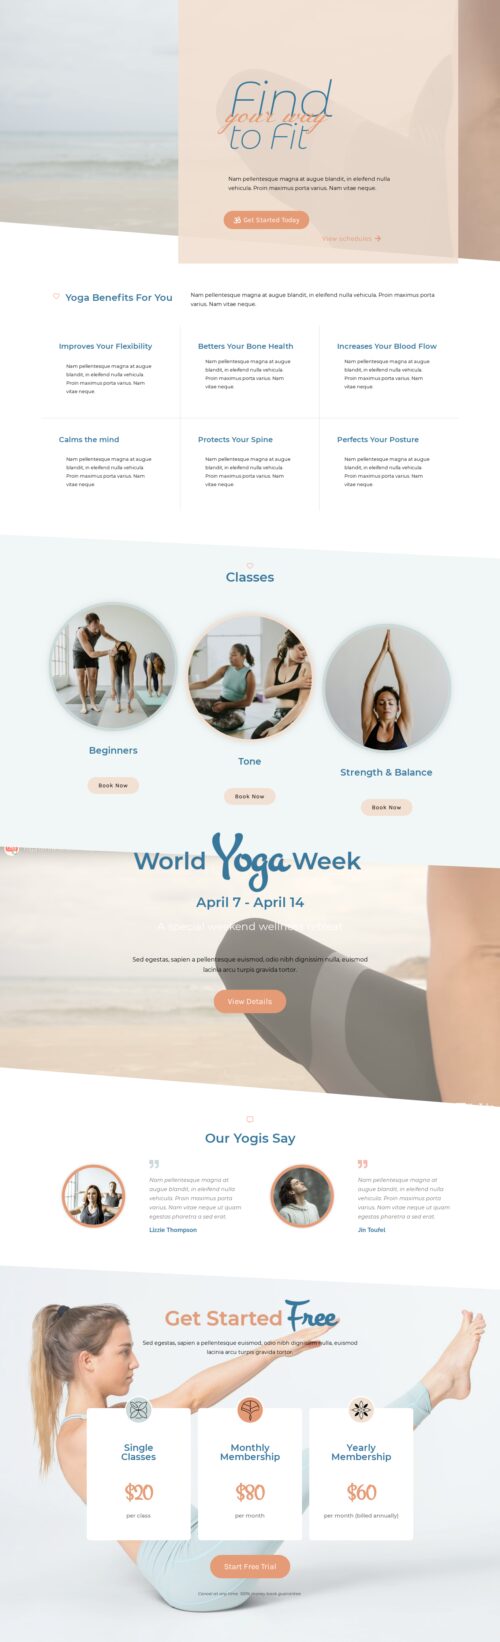 Find
your way
to Fit
Nam pellentesque magna at augue blandit, in eleifend nulla
vehicula. Proin maximus porta varius. Nam vitae neque.
Get Started Today
View schedules
Yoga Benefits For You
Nam pellentesque magna at augue blandit, in eleifend nulla vehicula. Proin maximus porta
varius. Nam vitae neque.
Improves Your Flexibility
Nam pellentesque magna at augue
blandit, in eleifend nulla vehicula.
Proin maximus porta varius. Nam
vitae neque.
Betters Your Bone Health
Nam pellentesque magna at augue
blandit, in eleifend nulla vehicula.
Proin maximus porta varius. Nam
vitae neque.
Increases Your Blood Flow
Nam pellentesque magna at augue
blandit, in eleifend nulla vehicula.
Proin maximus porta varius. Nam
vitae neque.
Calms the mind
Nam pellentesque magna at augue
blandit, in eleifend nulla vehicula.
Proin maximus porta varius. Nam
vitae neque.
Protects Your Spine
Nam pellentesque magna at augue
blandit, in eleifend nulla vehicula.
Proin maximus porta varius. Nam
vitae neque.
Perfects Your Posture
Nam pellentesque magna at augue
blandit, in eleifend nulla vehicula.
Proin maximus porta varius. Nam
vitae neque.
Classes
Beginners
Book Now
Tone
Book Now
Strength & Balance
Book Now
World Yoga Week
April 7 - April 14
A special weekend wellness retreat
Sed egestas, sapien a pellentesque euismod, odio nibh dignissim nulla, euismod
lacinia arcu turpis gravida tortor.
View Details
Our Yogis Say
Nam pellentesque magna at
augue blandit, in eleifend nulla
vehicula. Proin maximus porta
varius. Nam vitae neque ut quam
egestas pharetra a sed erat.
Lizzie Thompson
Nam pellentesque magna at
augue blandit, in eleifend nulla
vehicula. Proin maximus porta
varius. Nam vitae neque ut quam
egestas pharetra a sed erat.
Jin Toufel
Get Started Free
Sed egestas, sapien a pellentesque euismod, odio nibh dignissim nulla, euismod
lacinia arcu turpis gravida tortor.
Single
Classes
$20
per class
Monthly
Membership
$80
per month
Yearly
Membership
$60
per month (billed annually)
Start Free Trial
Cancel at any time. 100% money back guarantee.